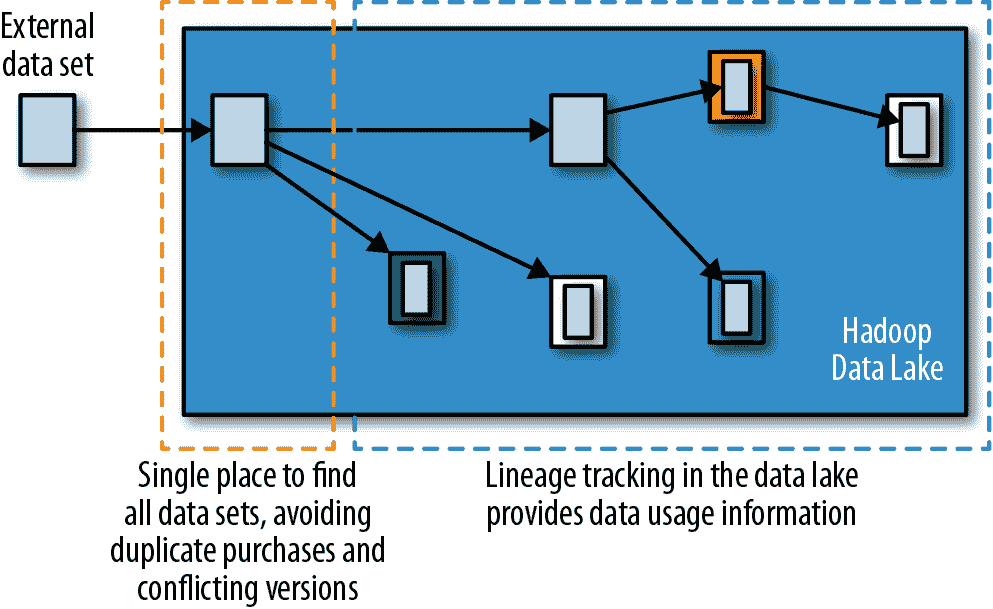 External
data set
Hadoop
Data Lake
Single place to find
all data sets, avoiding
duplicate purchases and
conflicting versions
Lineage tracking in the data lake
provides data usage information